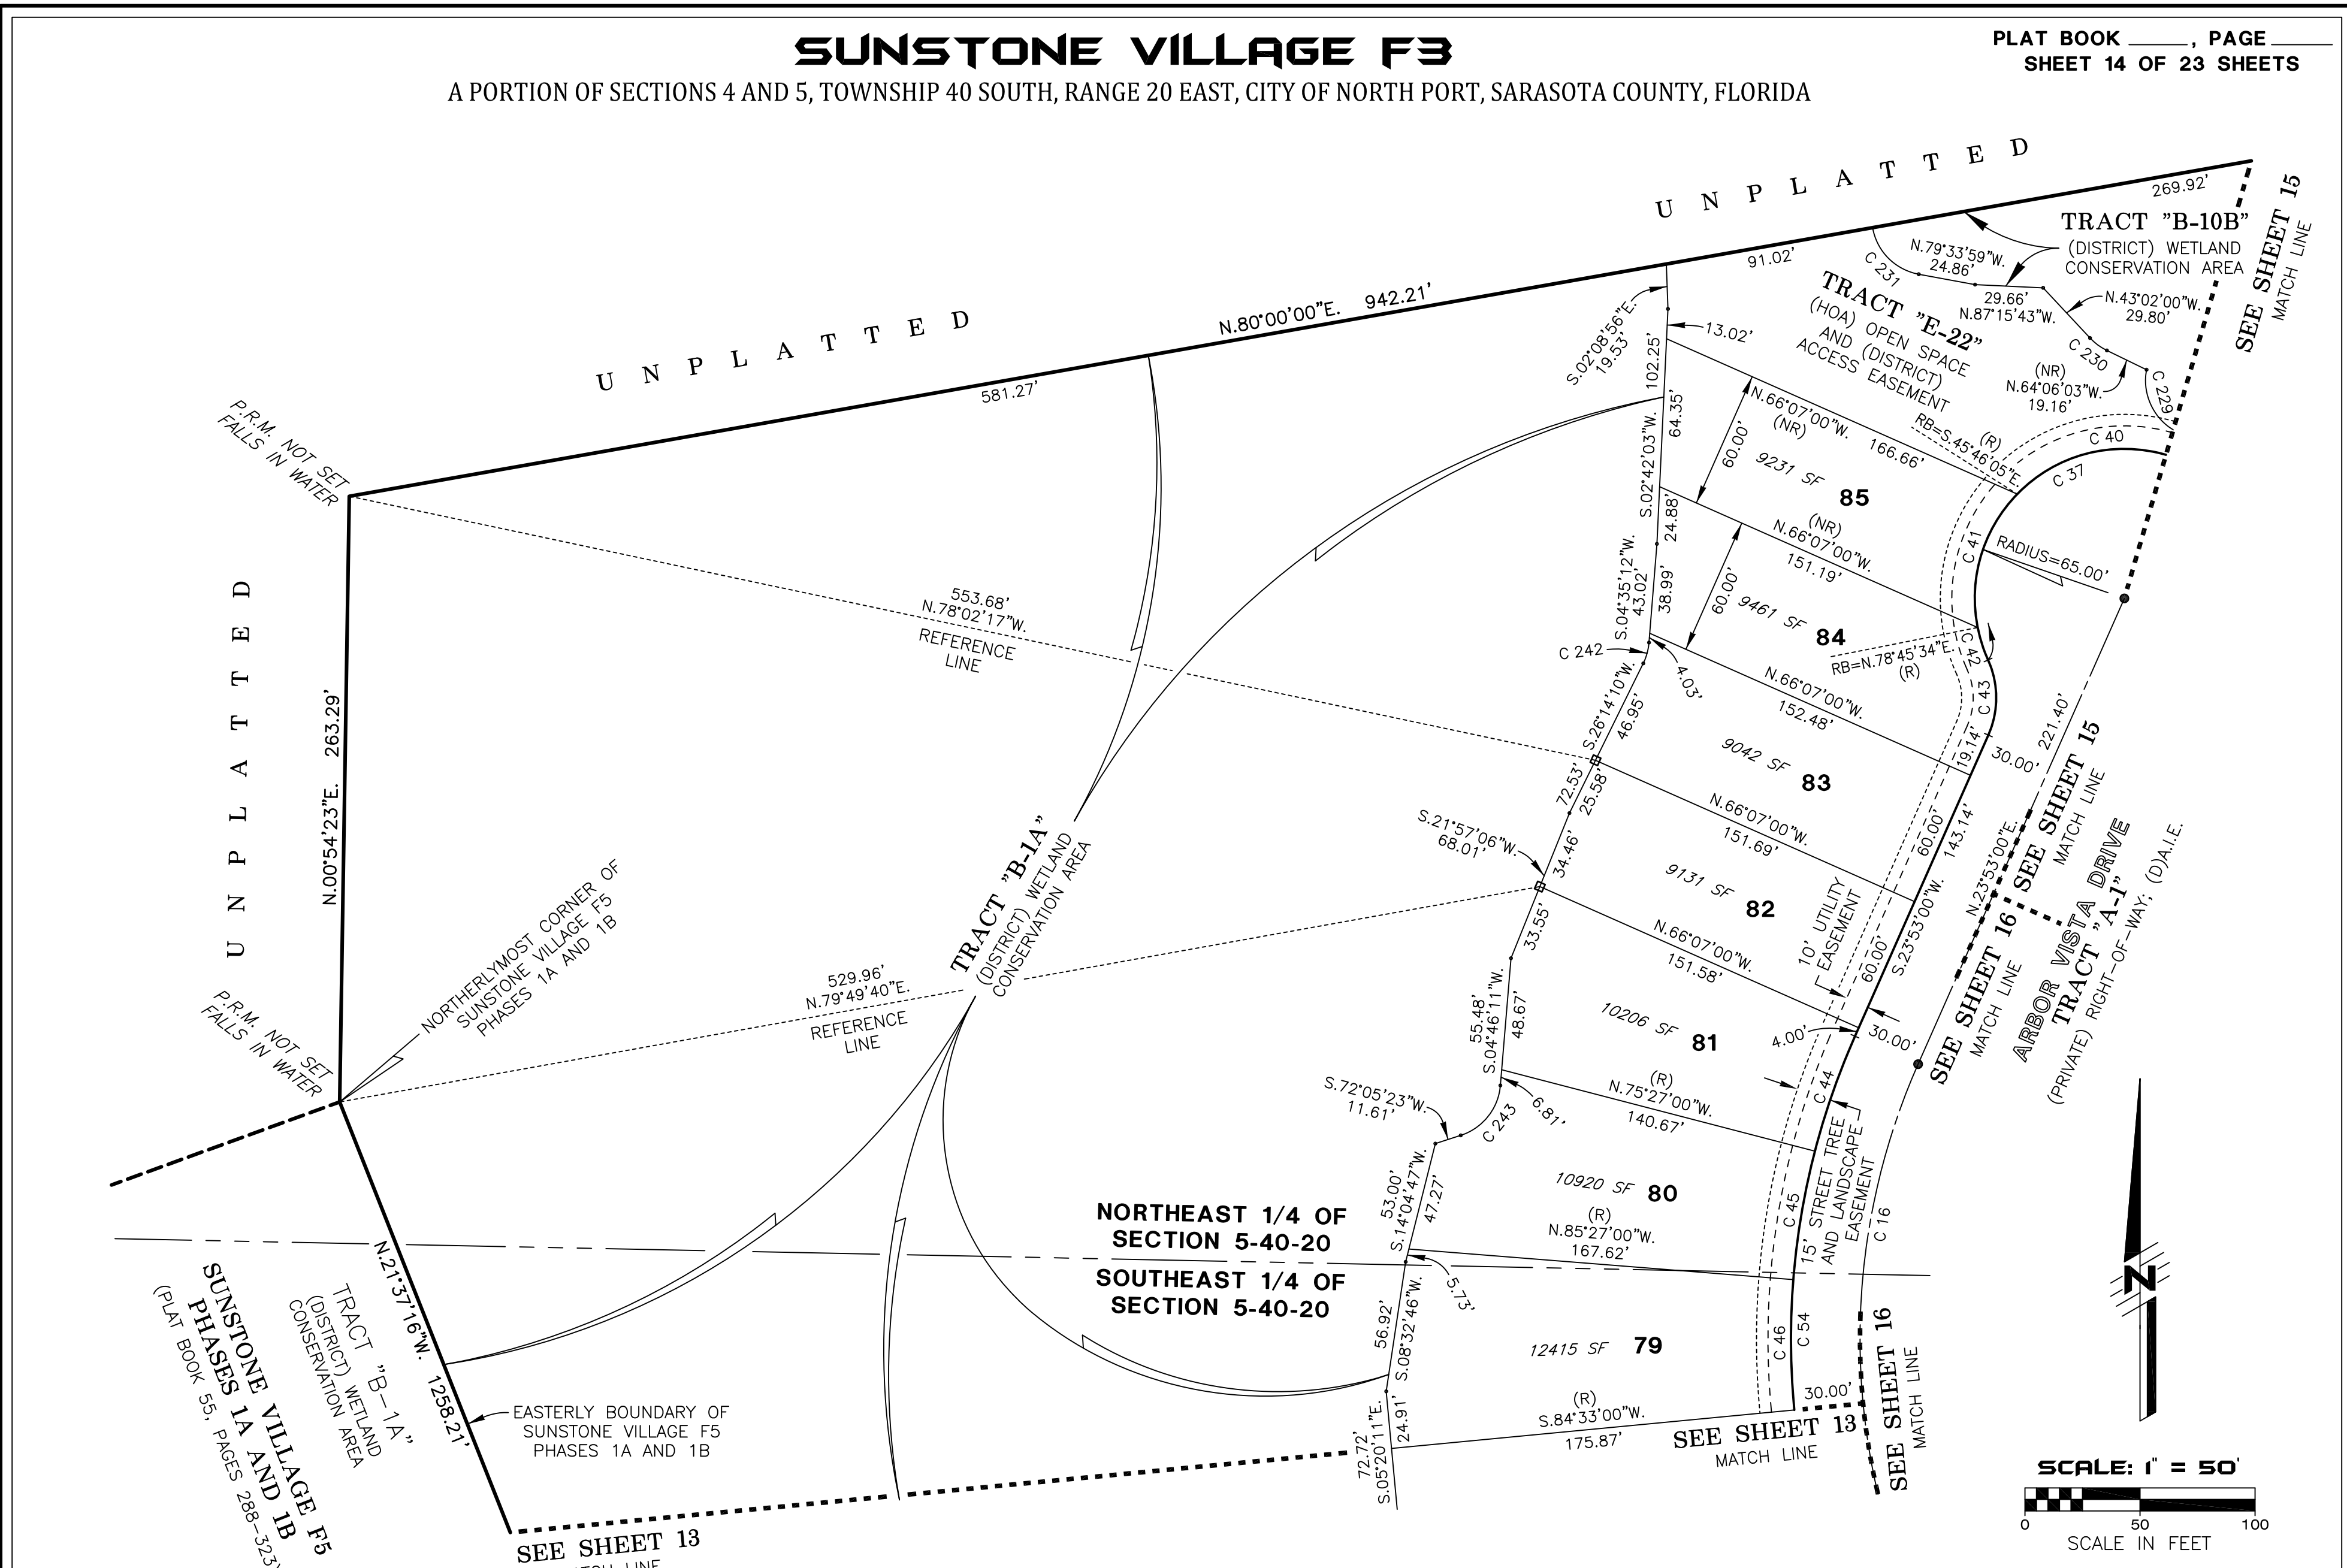 SUNSTONE VILLAGE F3
A PORTION OF SECTIONS 4 AND 5, TOWNSHIP 40 SOUTH, RANGE 20 EAST, CITY OF NORTH PORT, SARASOTA COUNTY, FLORIDA
PLAT BOOK _____, PAGE _____
SHEET 14 OF 23 SHEETS
UNPLATTED
269.92'
SEE SHEET 15
MATCH LINE
TRACT "B-10B"
(DISTRICT) WETLAND
CONSERVATION AREA
N.79°33'59"W.
24.86'
C 231
91.02'
29.66'
N.87°15'43"W.
N.43°02'00"W.
29.80'
C 230
(NR)
N.64°06'03"W.
19.16'
C 229
TRACT "E-22"
(HOA) OPEN SPACE
AND (DISTRICT)
ACCESS EASEMENT
UNPLATTED
N.80°00'00"E. 942.21'
581.27'
S.02°08'56"E.
19.53'
13.02'
102.25'
64.35'
S.02°42'03"W.
24.88'
N.66°07'00"W.
(NR)
166.66'
RB=S.45°46'05"E.
(R)
C 40
C 37
60.00'
9231 SF
85
(NR)
N.66°07'00"W.
151.19'
C 41
RADIUS=65.00'
S.04°35'12"W.
43.02'
38.99'
60.00'
9461 SF
84
RB=N.78°45'34"E.
(R)
C 42
C 242
4.03'
N.66°07'00"W.
152.48'
C 43
S.26°14'10"W.
46.95'
19.14'
30.00'
221.40'
9042 SF
83
72.53'
25.58'
N.66°07'00"W.
151.69'
SEE SHEET 15
MATCH LINE
S.21°57'06"W.
68.01'
34.46'
60.00'
143.14'
N.23°53'00"E.
9131 SF
82
33.55'
N.66°07'00"W.
151.58'
10' UTILITY
EASEMENT
60.00'
S.23°53'00"W.
SEE SHEET 16
MATCH LINE
ARBOR VISTA DRIVE
TRACT "A-1"
(PRIVATE) RIGHT-OF-WAY; (D)A.I.E.
55.48'
S.04°46'11"W.
48.67'
10206 SF
81
4.00'
30.00'
(R)
N.75°27'00"W.
140.67'
C 44
S.72°05'23"W.
11.61'
C 243
6.81'
53.00'
S.14°04'47"W.
47.27'
10920 SF
80
(R)
N.85°27'00"W.
167.62'
C 45
15' STREET TREE
AND LANDSCAPE
EASEMENT
C 16
5.73'
56.92'
S.08°32'46"W.
12415 SF
79
C 46
C 54
(R)
S.84°33'00"W.
175.87'
30.00'
SEE SHEET 13
MATCH LINE
SEE SHEET 16
MATCH LINE
24.91'
72.72'
S.05°20'11"E.
P.R.M. NOT SET
FALLS IN WATER
UNPLATTED
N.00°54'23"E. 263.29'
553.68'
N.78°02'17"W.
REFERENCE
LINE
TRACT "B-1A"
(DISTRICT) WETLAND
CONSERVATION AREA
NORTHERLYMOST CORNER OF
SUNSTONE VILLAGE F5
PHASES 1A AND 1B
P.R.M. NOT SET
FALLS IN WATER
529.96'
N.79°49'40"E.
REFERENCE
LINE
NORTHEAST 1/4 OF
SECTION 5-40-20
SOUTHEAST 1/4 OF
SECTION 5-40-20
N.21°37'16"W. 1258.21'
TRACT "B-1A"
(DISTRICT) WETLAND
CONSERVATION AREA
SUNSTONE VILLAGE F5
PHASES 1A AND 1B
(PLAT BOOK 55, PAGES 288-323)
EASTERLY BOUNDARY OF
SUNSTONE VILLAGE F5
PHASES 1A AND 1B
SEE SHEET 13
MATCH LINE
N
SCALE: 1" = 50'
0 50 100
SCALE IN FEET